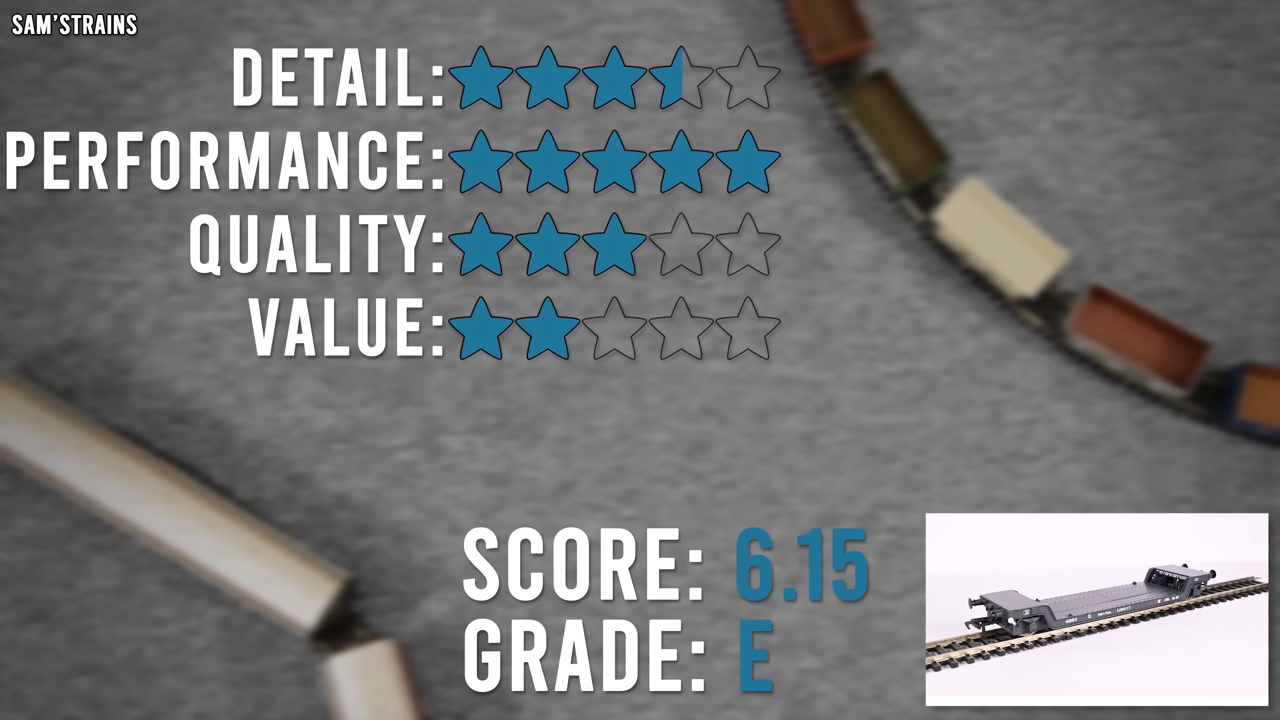 SAM'STRAINS
DETAIL:
PERFORMANCE:
QUALITY:
VALUE:
SCORE: 6.15
GRADE: E